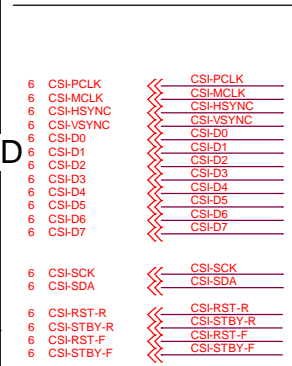 6 CSI-PCLK CSI-PCLK
6 CSI-MCLK CSI-MCLK
6 CSI-HSYNC CSI-HSYNC
6 CSI-VSYNC CSI-VSYNC
6 CSI-D0 CSI-D0
D
6 CSI-D1 CSI-D1
6 CSI-D2 CSI-D2
6 CSI-D3 CSI-D3
6 CSI-D4 CSI-D4
6 CSI-D5 CSI-D5
6 CSI-D6 CSI-D6
6 CSI-D7 CSI-D7
6 CSI-SCK CSI-SCK
6 CSI-SDA CSI-SDA
6 CSI-RST-R CSI-RST-R
6 CSI-STBY-R CSI-STBY-R
6 CSI-RST-F CSI-RST-F
6 CSI-STBY-F CSI-STBY-F